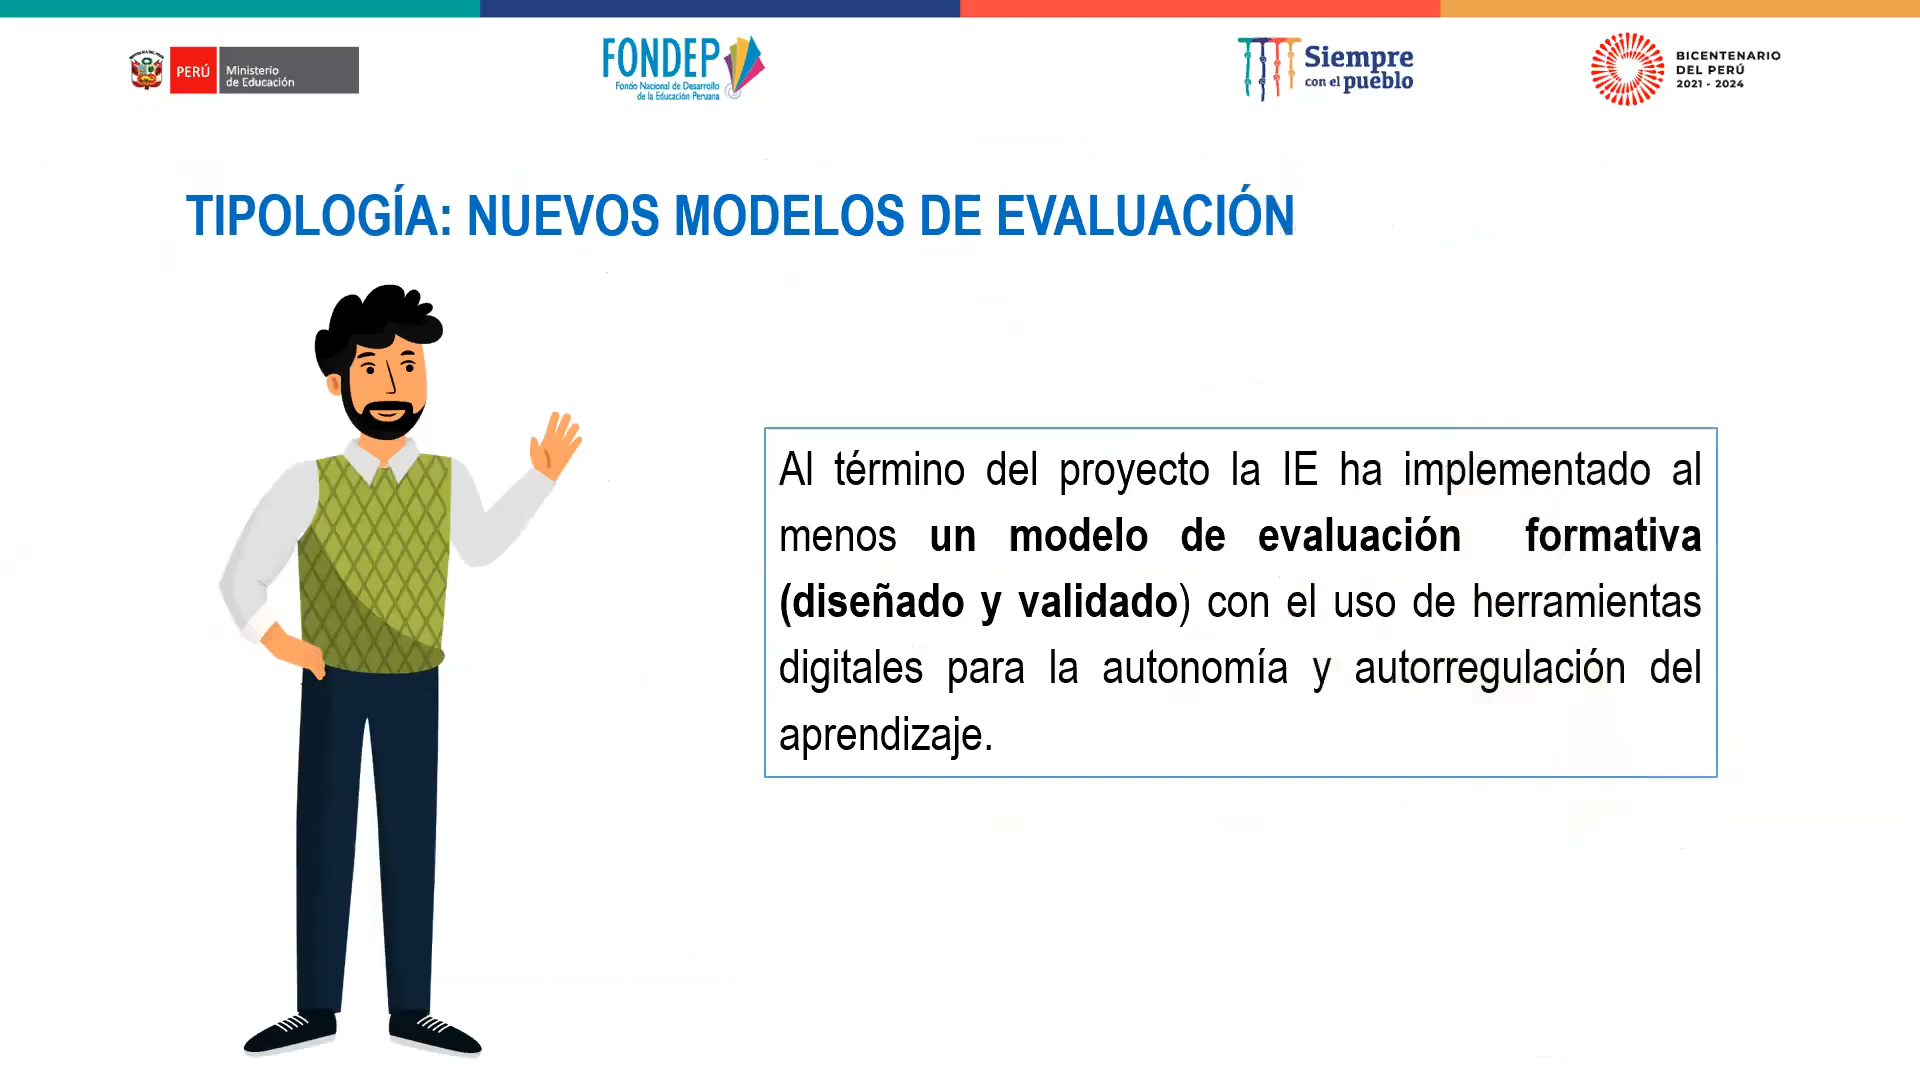 PERÚ
Ministerio
de Educación
FONDEP
Fondo Nacional de Desarrollo
de la Educación Peruana
Siempre
con el pueblo
BICENTENARIO
DEL PERÚ
2021 - 2024
TIPOLOGÍA: NUEVOS MODELOS DE EVALUACIÓN
Al término del proyecto la IE ha implementado al
menos un modelo de evaluación formativa
(diseñado y validado) con el uso de herramientas
digitales para la autonomía y autorregulación del
aprendizaje.